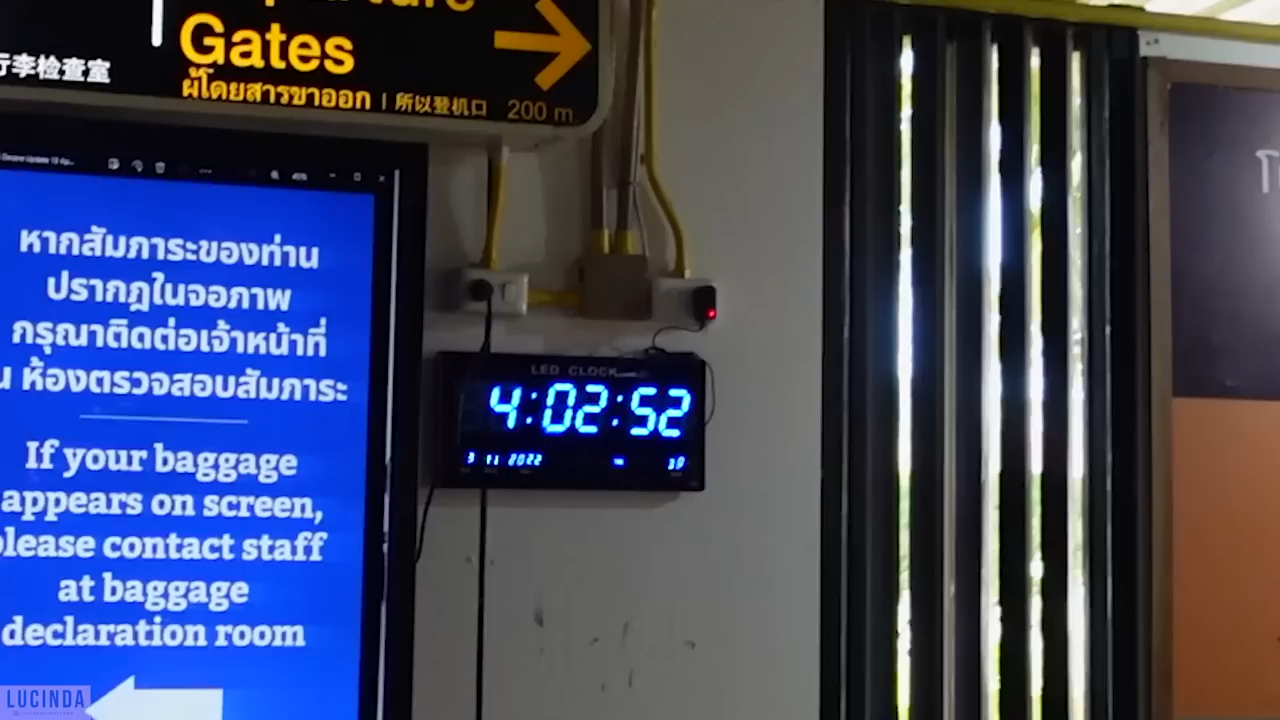 Gates
行李检查室
ผู้โดยสารขาออก | 所以登机口 200 m
หากสัมภาระของท่าน
ปรากฏในจอภาพ
กรุณาติดต่อเจ้าหน้าที่
ห้องตรวจสอบสัมภาระ
If your baggage
appears on screen,
please contact staff
at baggage
declaration room
LED CLOCK
4:02:52
3 11 2022
LUCINDA